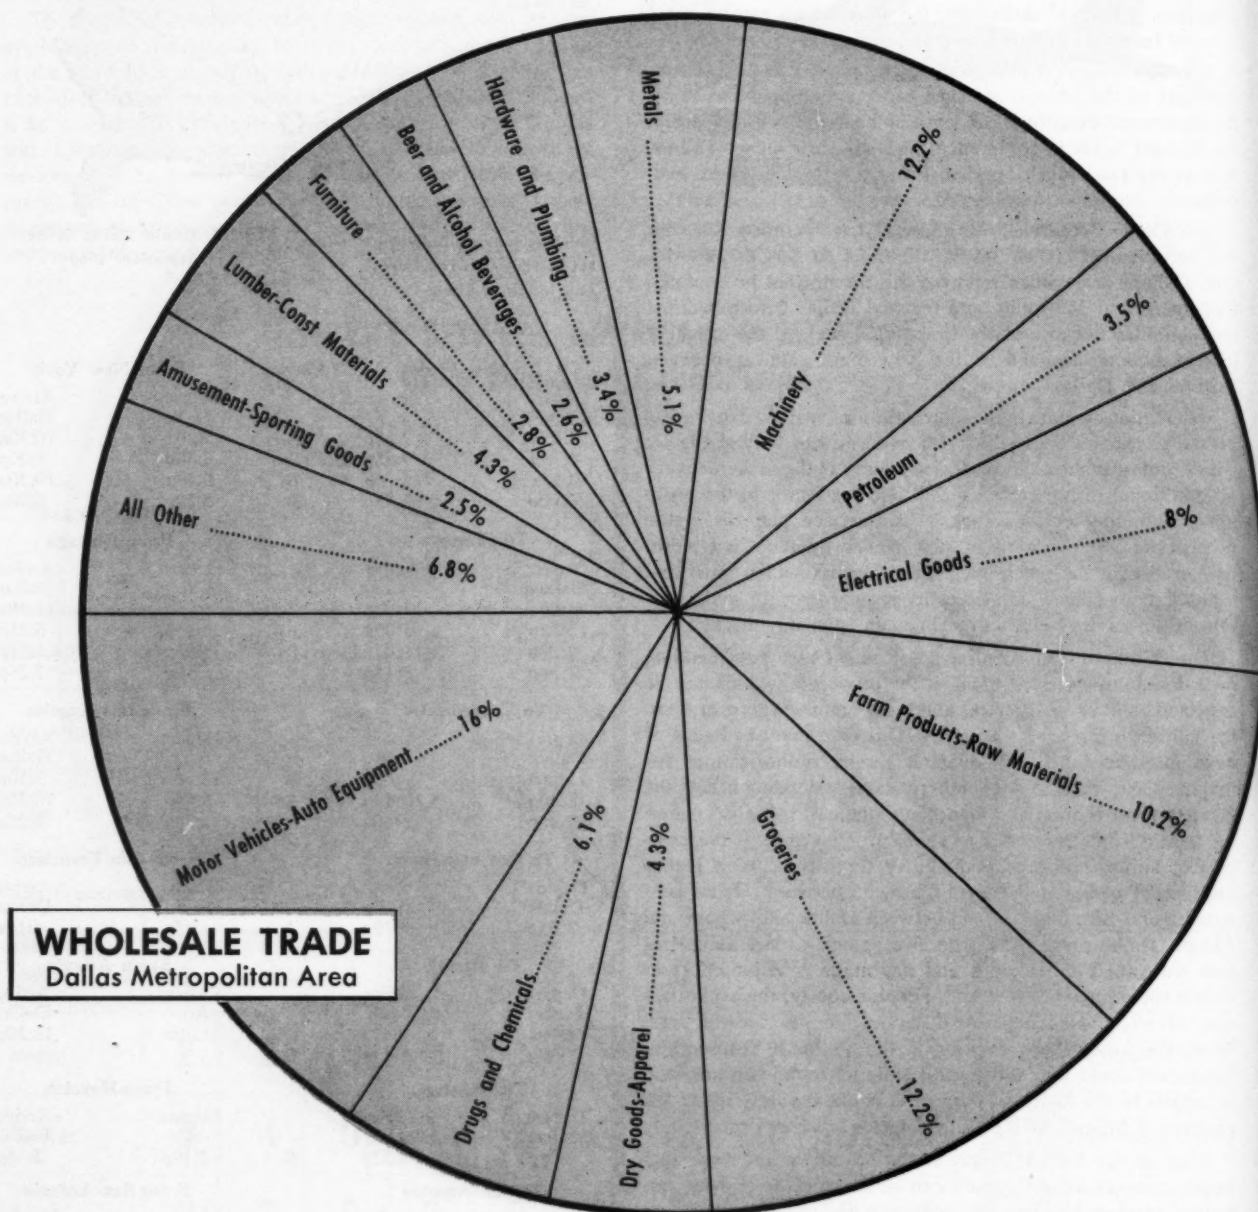 Metals ........ 5.1%
Machinery ........ 12.2%
Petroleum ........ 3.5%
Electrical Goods ........ 8%
Farm Products-Raw Materials ...... 10.2%
Groceries ........ 12.2%
Dry Goods-Apparel ........ 4.3%
Drugs and Chemicals ........ 6.1%
Motor Vehicles-Auto Equipment ....... 16%
All Other ........ 6.8%
Amusement-Sporting Goods ........ 2.5%
Lumber-Const Materials ........ 4.3%
Furniture ........ 2.8%
Beer and Alcohol Beverages ........ 2.6%
Hardware and Plumbing ........ 3.4%
WHOLESALE TRADE
Dallas Metropolitan Area